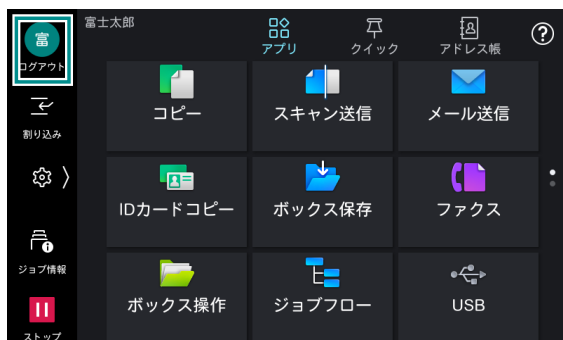 富
ログアウト
富士太郎
アプリ
クイック
アドレス帳
?
割り込み
ジョブ情報
ストップ
コピー
スキャン送信
メール送信
IDカードコピー
ボックス保存
ファクス
ボックス操作
ジョブフロー
USB